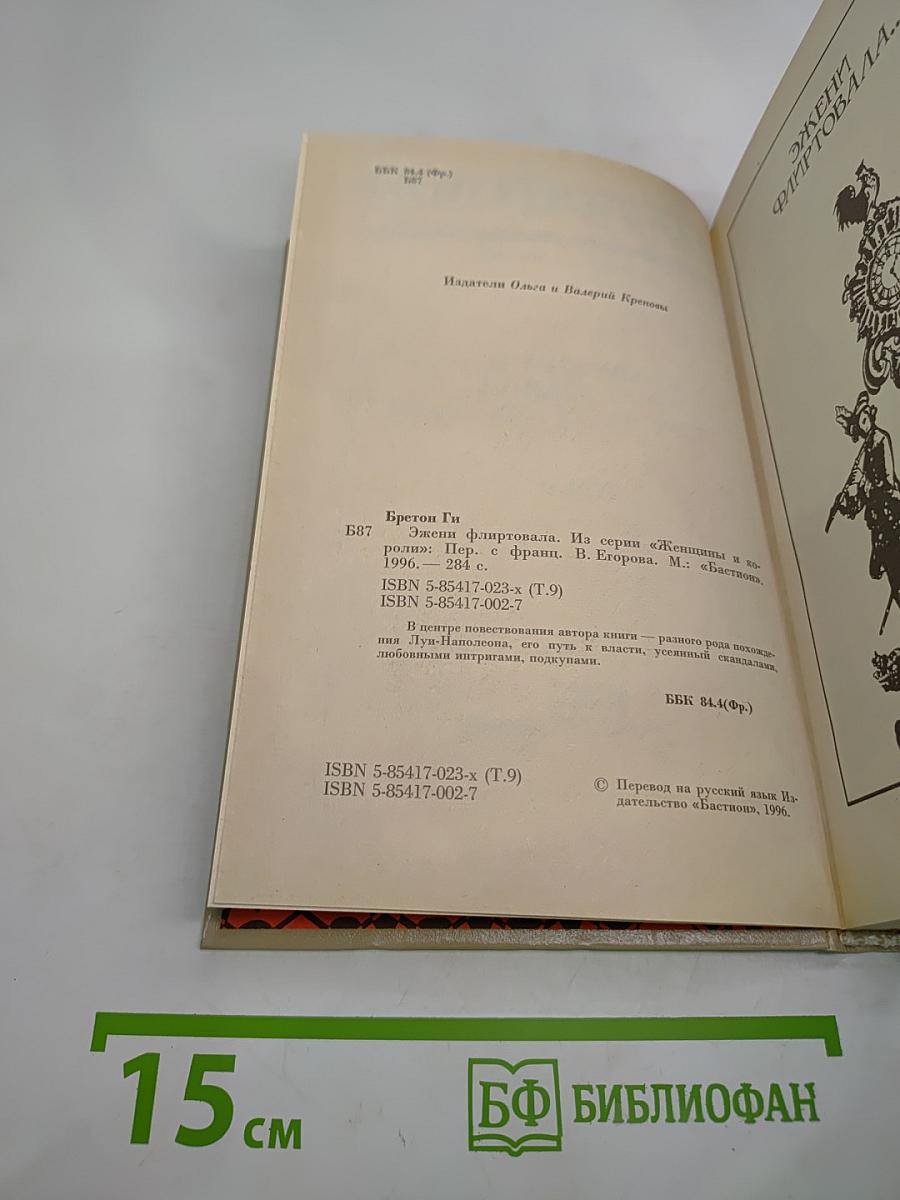 ББК 84.4 (Фр.)
Б87
Издатели Ольга и Валерий Креповы
Бретон Ги
Б87 Эжени флиртовала. Из серии «Женщины и ко-
роли»: Пер. с франц. В. Егорова. М.: «Бастион».
1996. — 284 с.
ISBN 5-85417-023-х (Т.9)
ISBN 5-85417-002-7
В центре повествования автора книги — разного рода похожде-
ния Луи-Наполеона, его путь к власти, усеянный скандалами,
любовными интригами, подкупами.
ББК 84.4(Фр.)
ISBN 5-85417-023-х (Т.9)
ISBN 5-85417-002-7
© Перевод на русский язык Из-
дательство «Бастион», 1996.
ЭЖЕНИ
ФЛИРТОВАЛА...
15 см
БФ БИБЛИОФАН